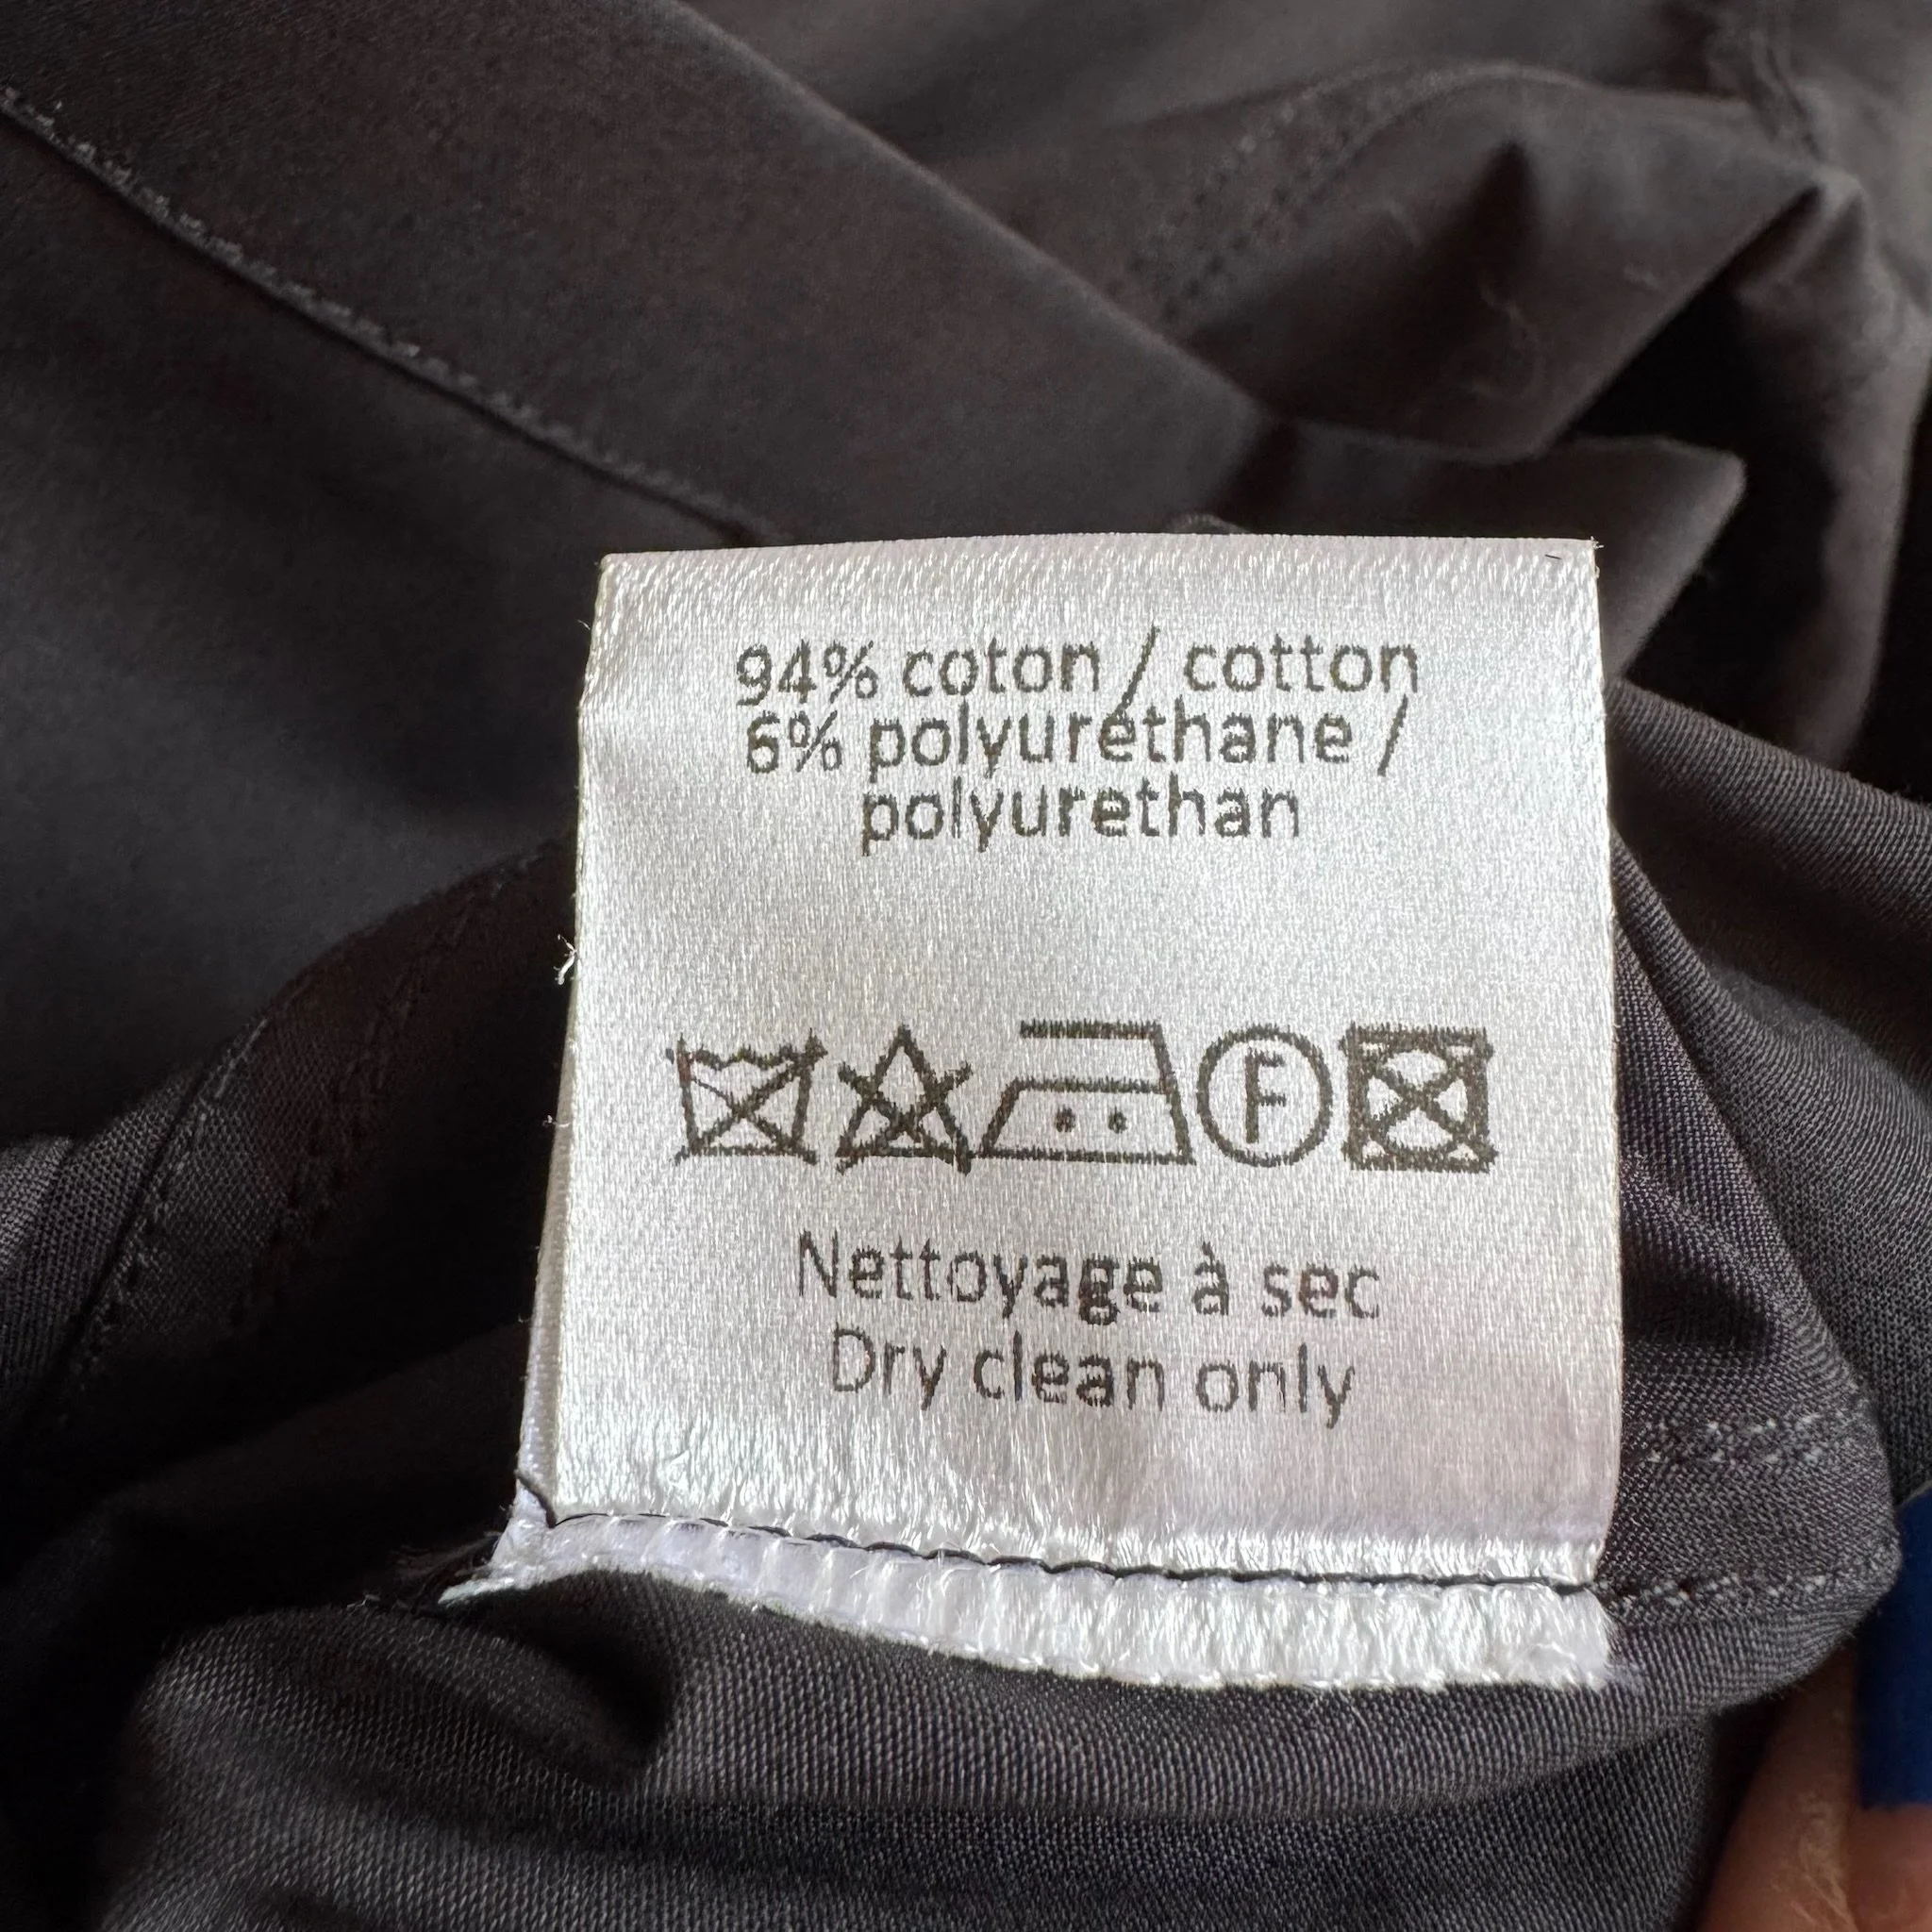 94% coton / cotton
6% polyuréthane /
polyurethan
F
Nettoyage à sec
Dry clean only